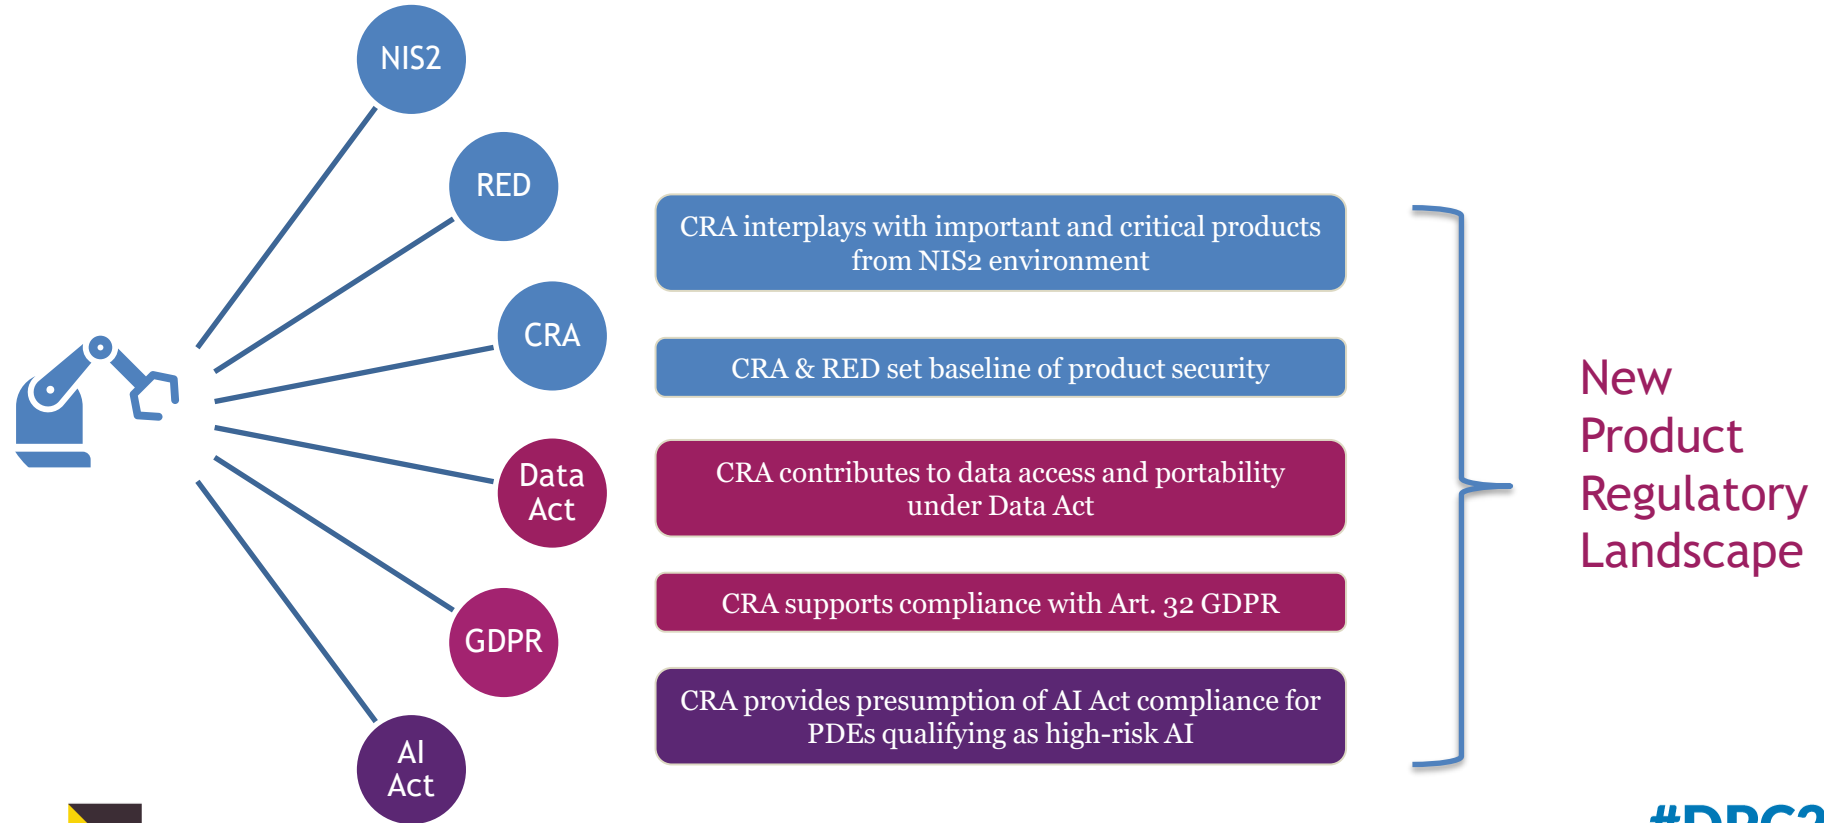 NIS2
RED
CRA
Data
Act
GDPR
AI
Act
CRA interplays with important and critical products
from NIS2 environment
CRA & RED set baseline of product security
CRA contributes to data access and portability
under Data Act
CRA supports compliance with Art. 32 GDPR
CRA provides presumption of AI Act compliance for
PDEs qualifying as high-risk AI
New
Product
Regulatory
Landscape